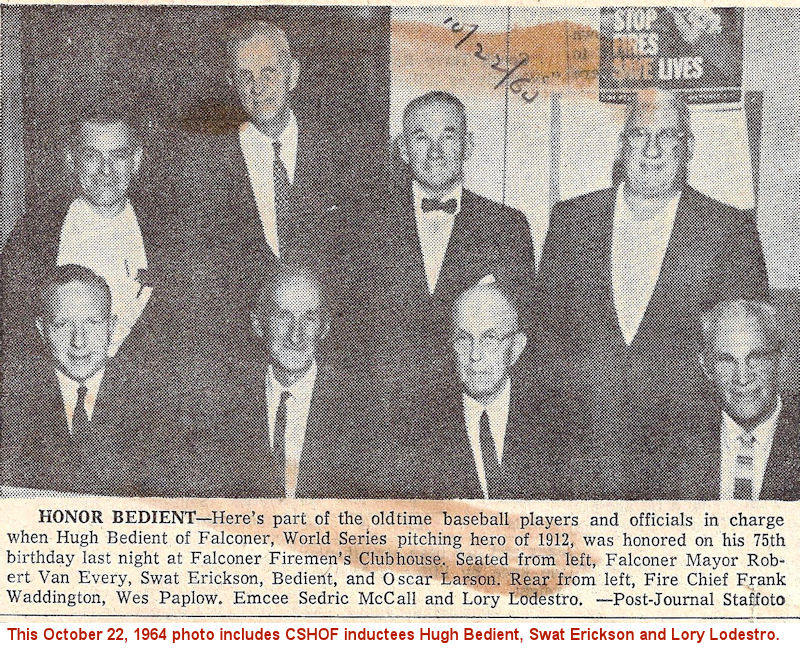 STOP
FIRES
SAVE LIVES
10/22/60
HONOR BEDIENT—Here's part of the oldtime baseball players and officials in charge
when Hugh Bedient of Falconer, World Series pitching hero of 1912, was honored on his 75th
birthday last night at Falconer Firemen's Clubhouse. Seated from left, Falconer Mayor Rob-
ert Van Every, Swat Erickson, Bedient, and Oscar Larson. Rear from left, Fire Chief Frank
Waddington, Wes Paplow. Emcee Sedric McCall and Lory Lodestro. —Post-Journal Staffoto
This October 22, 1964 photo includes CSHOF inductees Hugh Bedient, Swat Erickson and Lory Lodestro.